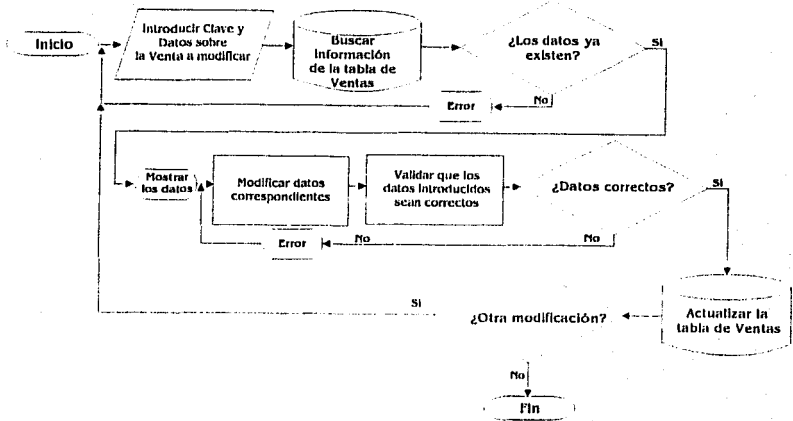 Inicio
Introducir Clave y
Datos sobre
la Venta a modificar
Buscar
Información
de la tabla de
Ventas
¿Los datos ya
existen?
Si
No
Error
Mostrar
los datos
Modificar datos
correspondientes
Validar que los
datos introducidos
sean correctos
¿Datos correctos?
Si
No
No
Error
Actualizar la
tabla de Ventas
¿Otra modificación?
Si
No
Fin